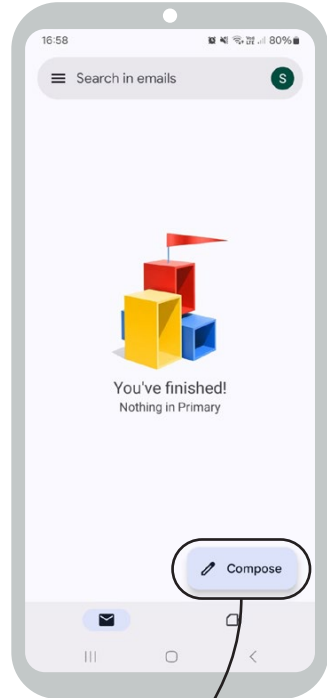 16:58 80%
Search in emails S
You've finished!
Nothing in Primary
Compose